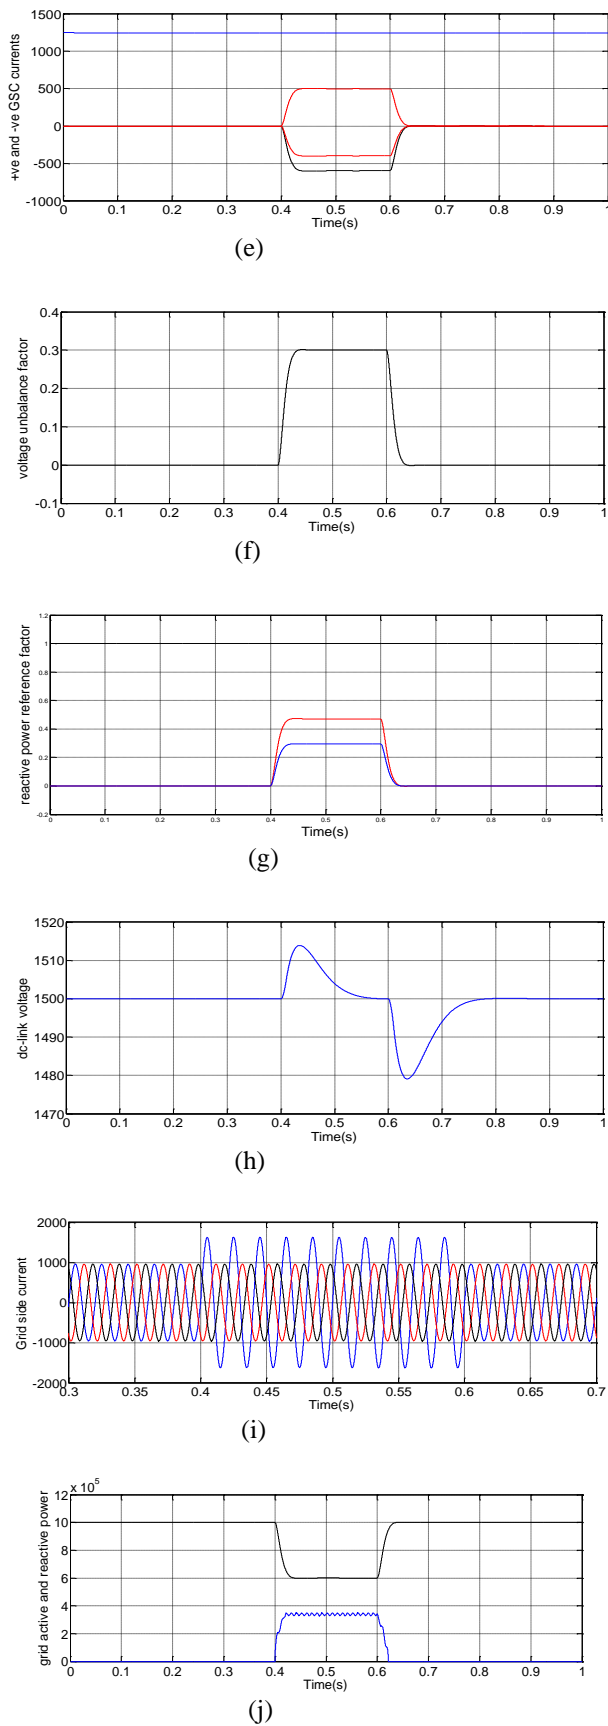 1500
1000
500
0
-500
-1000
+ve and -ve GSC currents
0 0.1 0.2 0.3 0.4 0.5 0.6 0.7 0.8 0.9 1
Time(s)
(e)
0.4
0.3
0.2
0.1
0
-0.1
voltage unbalance factor
0 0.1 0.2 0.3 0.4 0.5 0.6 0.7 0.8 0.9 1
Time(s)
(f)
1.2
1
0.8
0.6
0.4
0.2
0
-0.2
reactive power reference factor
0 0.1 0.2 0.3 0.4 0.5 0.6 0.7 0.8 0.9 1
Time(s)
(g)
1520
1510
1500
1490
1480
1470
dc-link voltage
0 0.1 0.2 0.3 0.4 0.5 0.6 0.7 0.8 0.9 1
Time(s)
(h)
2000
1000
0
-1000
-2000
Grid side current
0.3 0.35 0.4 0.45 0.5 0.55 0.6 0.65 0.7
Time(s)
(i)
x 10^5
12
10
8
6
4
2
0
grid active and reactive power
0 0.1 0.2 0.3 0.4 0.5 0.6 0.7 0.8 0.9 1
Time(s)
(j)